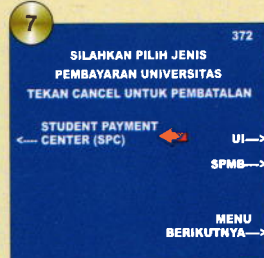 7
372
SILAHKAN PILIH JENIS
PEMBAYARAN UNIVERSITAS
TEKAN CANCEL UNTUK PEMBATALAN
STUDENT PAYMENT
<---- CENTER (SPC)
UI--->
SPMB--->
MENU
BERIKUTNYA--->